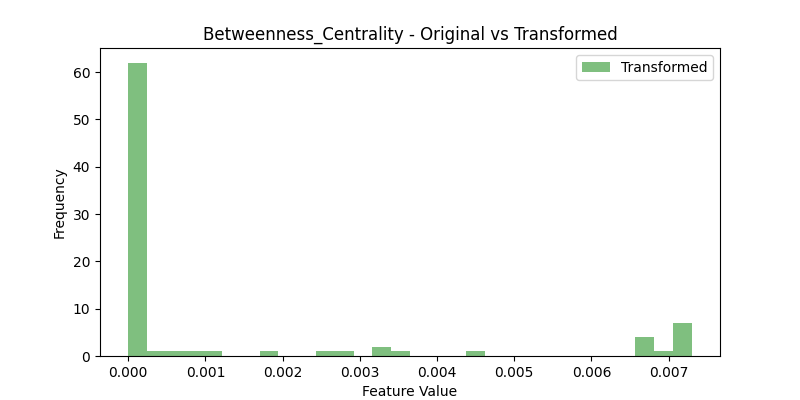 Betweenness_Centrality - Original vs Transformed
Transformed
Frequency
60
50
40
30
20
10
0
0.000 0.001 0.002 0.003 0.004 0.005 0.006 0.007
Feature Value